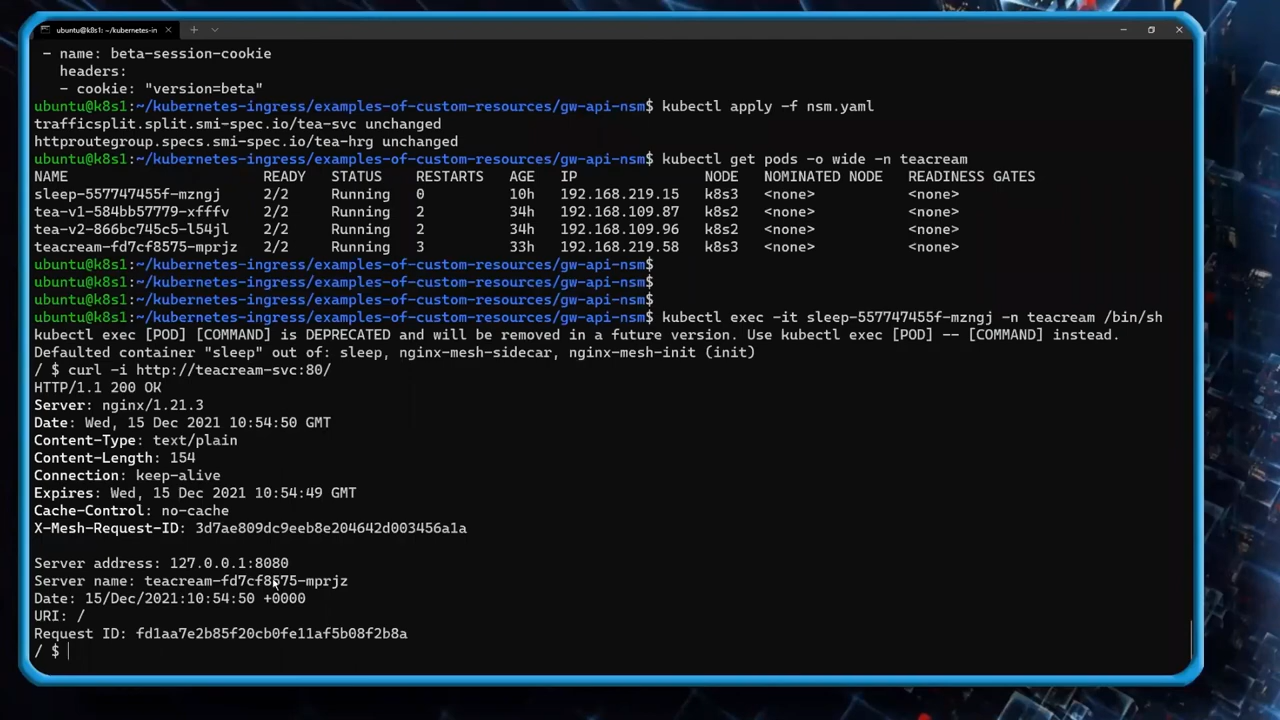 ubuntu@k8s1: ~/kubernetes-in
- name: beta-session-cookie
headers:
- cookie: "version=beta"
ubuntu@k8s1:~/kubernetes-ingress/examples-of-custom-resources/gw-api-nsm$ kubectl apply -f nsm.yaml
trafficsplit.split.smi-spec.io/tea-svc unchanged
httproutegroup.specs.smi-spec.io/tea-hrg unchanged
ubuntu@k8s1:~/kubernetes-ingress/examples-of-custom-resources/gw-api-nsm$ kubectl get pods -o wide -n teacream
NAME READY STATUS RESTARTS AGE IP NODE NOMINATED NODE READINESS GATES
sleep-557747455f-mzngj 2/2 Running 0 10h 192.168.219.15 k8s3 <none> <none>
tea-v1-584bb57779-xfffv 2/2 Running 2 34h 192.168.109.87 k8s2 <none> <none>
tea-v2-866bc745c5-l54jl 2/2 Running 2 34h 192.168.109.96 k8s2 <none> <none>
teacream-fd7cf8575-mprjz 2/2 Running 3 33h 192.168.219.58 k8s3 <none> <none>
ubuntu@k8s1:~/kubernetes-ingress/examples-of-custom-resources/gw-api-nsm$
ubuntu@k8s1:~/kubernetes-ingress/examples-of-custom-resources/gw-api-nsm$
ubuntu@k8s1:~/kubernetes-ingress/examples-of-custom-resources/gw-api-nsm$
ubuntu@k8s1:~/kubernetes-ingress/examples-of-custom-resources/gw-api-nsm$ kubectl exec -it sleep-557747455f-mzngj -n teacream /bin/sh
kubectl exec [POD] [COMMAND] is DEPRECATED and will be removed in a future version. Use kubectl exec [POD] -- [COMMAND] instead.
Defaulted container "sleep" out of: sleep, nginx-mesh-sidecar, nginx-mesh-init (init)
/ $ curl -i http://teacream-svc:80/
HTTP/1.1 200 OK
Server: nginx/1.21.3
Date: Wed, 15 Dec 2021 10:54:50 GMT
Content-Type: text/plain
Content-Length: 154
Connection: keep-alive
Expires: Wed, 15 Dec 2021 10:54:49 GMT
Cache-Control: no-cache
X-Mesh-Request-ID: 3d7ae809dc9eeb8e204642d003456a1a
Server address: 127.0.0.1:8080
Server name: teacream-fd7cf8575-mprjz
Date: 15/Dec/2021:10:54:50 +0000
URI: /
Request ID: fd1aa7e2b85f20cb0fe11af5b08f2b8a
/ $